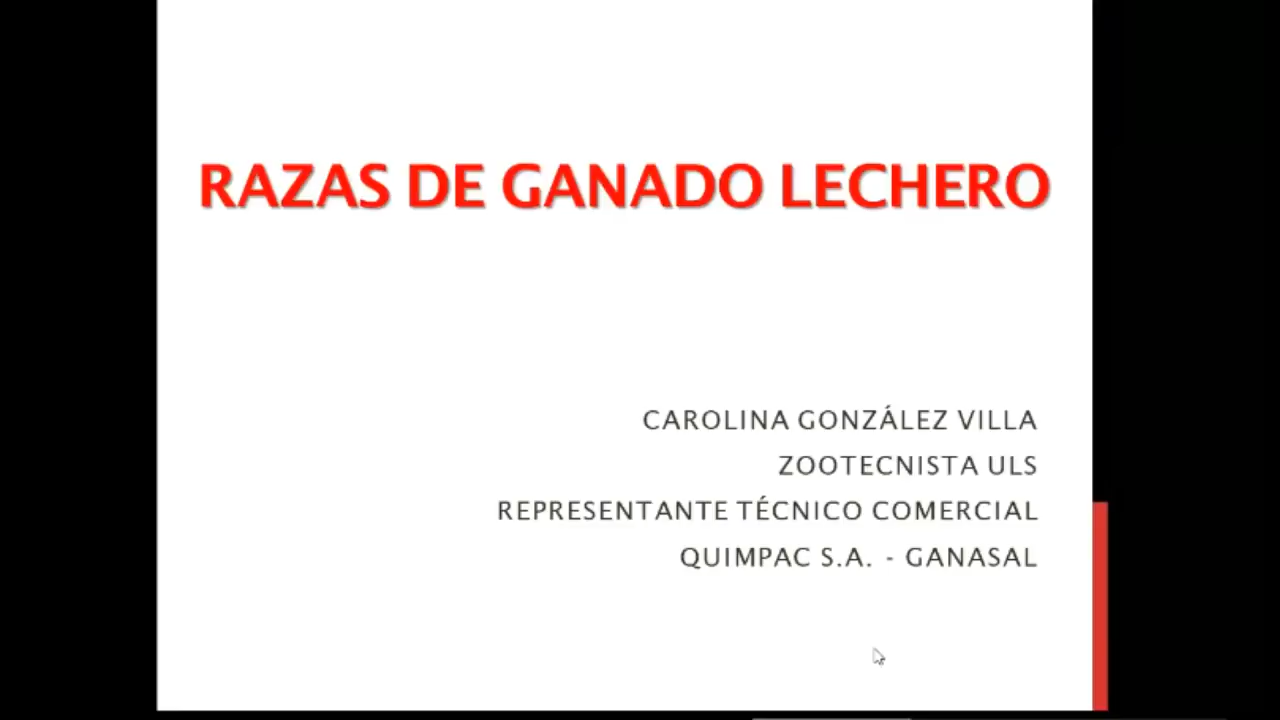 RAZAS DE GANADO LECHERO
CAROLINA GONZÁLEZ VILLA
ZOOTECNISTA ULS
REPRESENTANTE TÉCNICO COMERCIAL
QUIMPAC S.A. - GANASAL